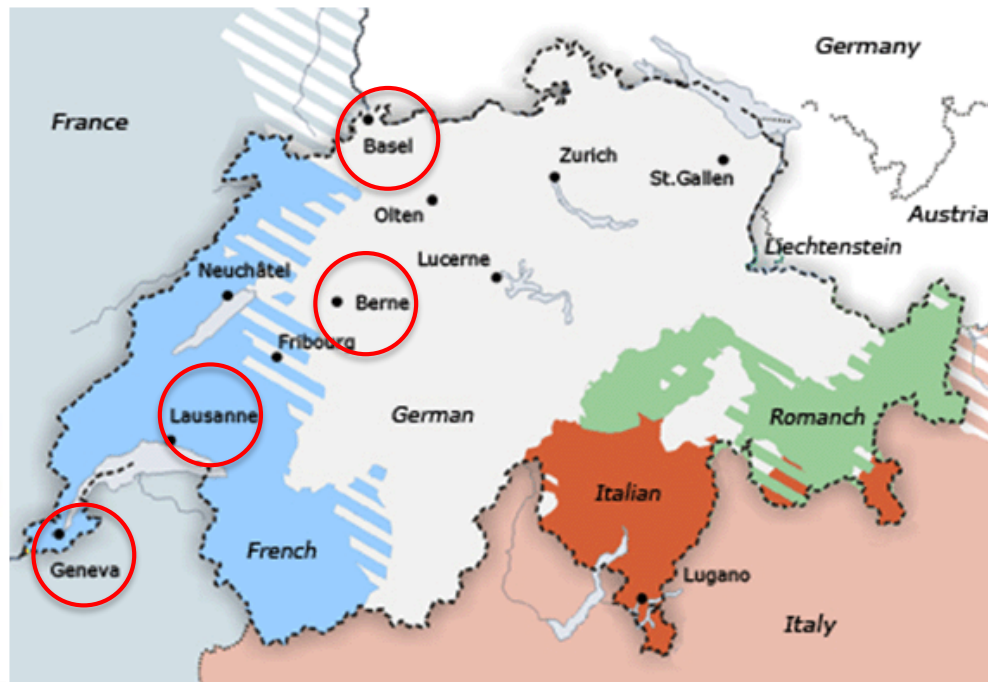 Germany
France
Basel
Zurich
St.Gallen
Olten
Austria
Liechtenstein
Lucerne
Neuchâtel
Berne
Fribourg
Lausanne
German
Romanch
Italian
French
Geneva
Lugano
Italy